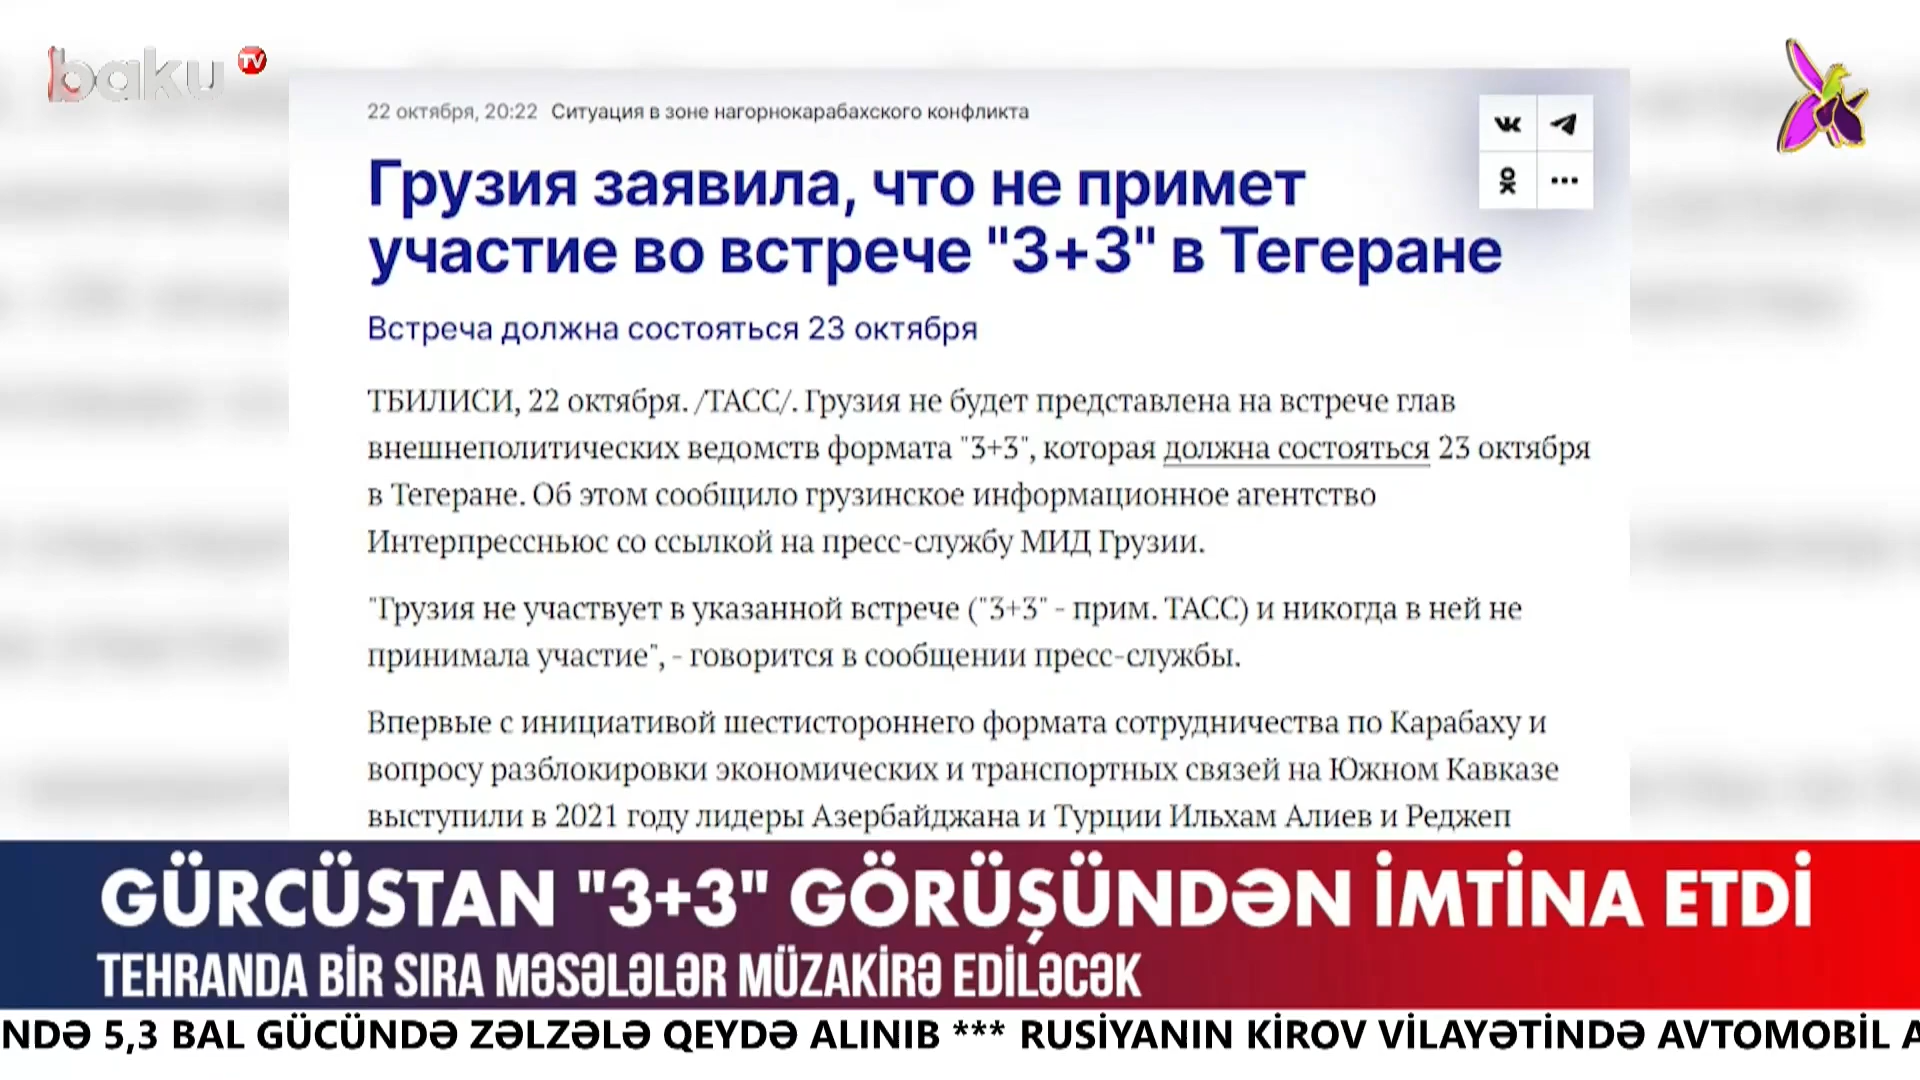 baku TV
22 октября, 20:22 Ситуация в зоне нагорнокарабахского конфликта
Грузия заявила, что не примет
участие во встрече "3+3" в Тегеране
Встреча должна состояться 23 октября
ТБИЛИСИ, 22 октября. /ТАСС/. Грузия не будет представлена на встрече глав
внешнеполитических ведомств формата "3+3", которая должна состояться 23 октября
в Тегеране. Об этом сообщило грузинское информационное агентство
Интерпрессньюс со ссылкой на пресс-службу МИД Грузии.
"Грузия не участвует в указанной встрече ("3+3" - прим. ТАСС) и никогда в ней не
принимала участие", - говорится в сообщении пресс-службы.
Впервые с инициативой шестистороннего формата сотрудничества по Карабаху и
вопросу разблокировки экономических и транспортных связей на Южном Кавказе
выступили в 2021 году лидеры Азербайджана и Турции Ильхам Алиев и Реджеп
GÜRCÜSTAN "3+3" GÖRÜŞÜNDƏN İMTİNA ETDİ
TEHRANDA BİR SIRA MƏSƏLƏLƏR MÜZAKİRƏ EDİLƏCƏK
NDƏ 5,3 BAL GÜCÜNDƏ ZƏLZƏLƏ QEYDƏ ALINIB *** RUSİYANIN KİROV VİLAYƏTİNDƏ AVTOMOBİL A